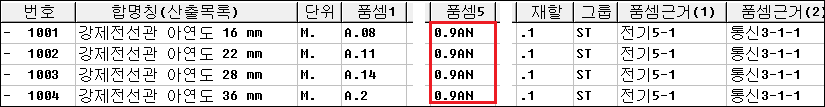 번호 합명칭(산출목록) 단위 품셈1 품셈5 재할 그룹 품셈근거(1) 품셈근거(2)
- 1001 강제전선관 아연도 16 mm M. A.08 0.9AN .1 ST 전기5-1 통신3-1-1
- 1002 강제전선관 아연도 22 mm M. A.11 0.9AN .1 ST 전기5-1 통신3-1-1
- 1003 강제전선관 아연도 28 mm M. A.14 0.9AN .1 ST 전기5-1 통신3-1-1
- 1004 강제전선관 아연도 36 mm M. A.2 0.9AN .1 ST 전기5-1 통신3-1-1